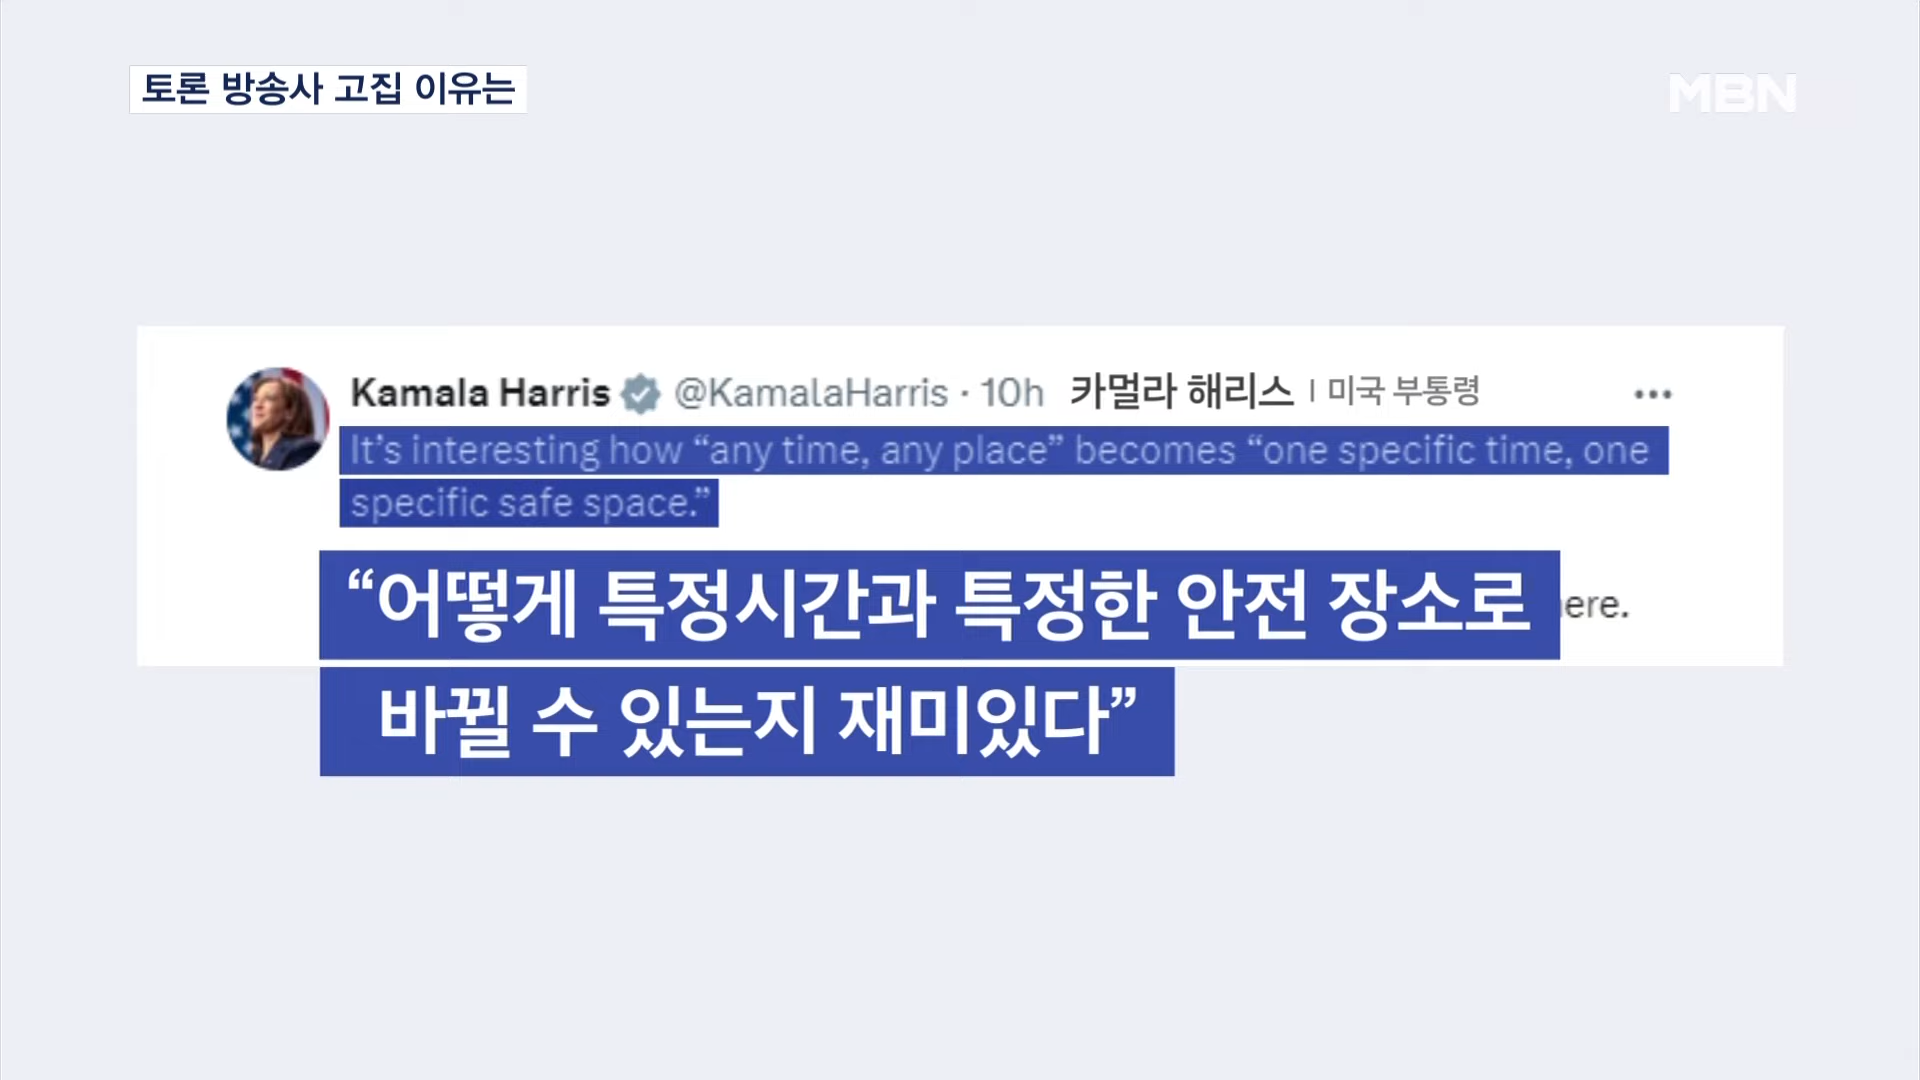 토론 방송사 고집 이유는
MBN
Kamala Harris @KamalaHarris · 10h 카멀라 해리스 | 미국 부통령
It's interesting how “any time, any place” becomes “one specific time, one
specific safe space.”
“어떻게 특정시간과 특정한 안전 장소로
바뀔 수 있는지 재미있다”